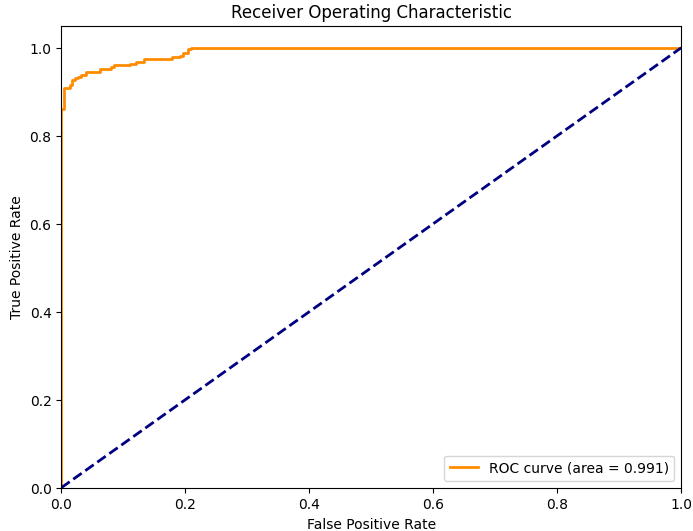 Receiver Operating Characteristic
True Positive Rate
1.0
0.8
0.6
0.4
0.2
0.0
ROC curve (area = 0.991)
0.0 0.2 0.4 0.6 0.8 1.0
False Positive Rate